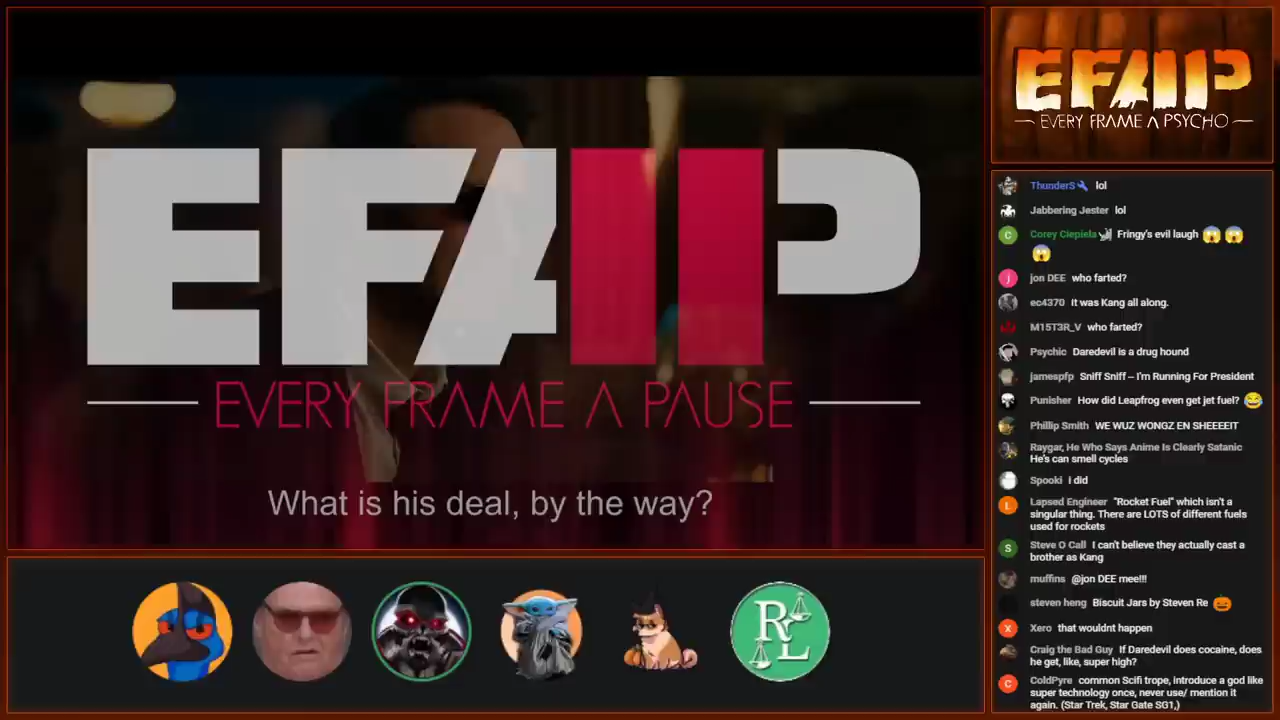 EFAIIP
EVERY FRAME A PAUSE
What is his deal, by the way?
RL
EFAIIP
EVERY FRAME A PSYCHO
ThunderS lol
Jabbering Jester lol
C
Corey Ciepiela Fringy's evil laugh 😱 😱
😱
j
jon DEE who farted?
ec4370 It was Kang all along.
M15T3R_V who farted?
Psychic Daredevil is a drug hound
jamespfp Sniff Sniff -- I'm Running For President
Punisher How did Leapfrog even get jet fuel? 😂
Phillip Smith WE WUZ WONGZ EN SHEEEEIT
Raygar, He Who Says Anime Is Clearly Satanic
He's can smell cycles
Spooki I did
L
Lapsed Engineer "Rocket Fuel" which isn't a
singular thing. There are LOTS of different fuels
used for rockets
S
Steve O Call I can't believe they actually cast a
brother as Kang
muffins @jon DEE mee!!!
steven heng Biscuit Jars by Steven Re 🎃
X
Xero that wouldnt happen
Craig the Bad Guy If Daredevil does cocaine, does
he get, like, super high?
C
ColdPyre common Scifi trope, introduce a god like
super technology once, never use/ mention it
again. (Star Trek, Star Gate SG1,)